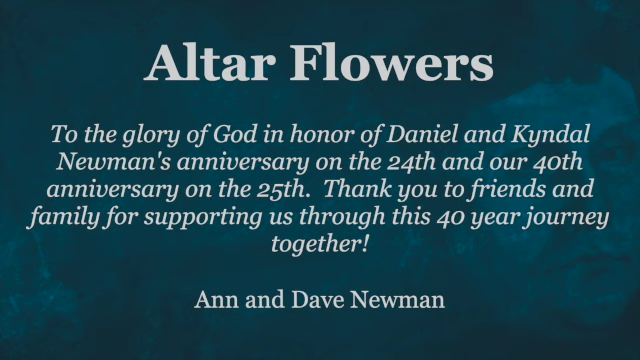 Altar Flowers
To the glory of God in honor of Daniel and Kyndal
Newman's anniversary on the 24th and our 40th
anniversary on the 25th.  Thank you to friends and
family for supporting us through this 40 year journey
together!
Ann and Dave Newman